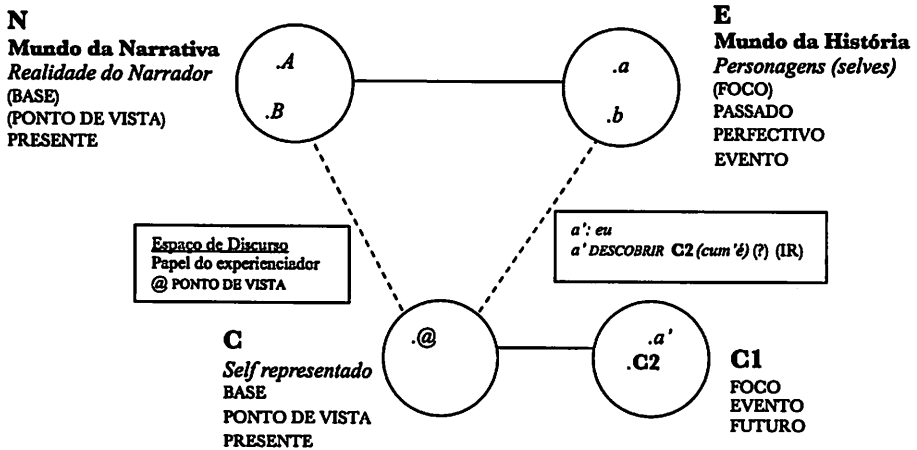 N
Mundo da Narrativa
Realidade do Narrador
(BASE)
(PONTO DE VISTA)
PRESENTE
.A
.B
.a
.b
E
Mundo da História
Personagens (selves)
(FOCO)
PASSADO
PERFECTIVO
EVENTO
Espaço de Discurso
Papel do experienciador
@ PONTO DE VISTA
a': eu
a' DESCOBRIR C2 (cum'é) (?) (IR)
C
Self representado
BASE
PONTO DE VISTA
PRESENTE
.@
.a'
.C2
C1
FOCO
EVENTO
FUTURO